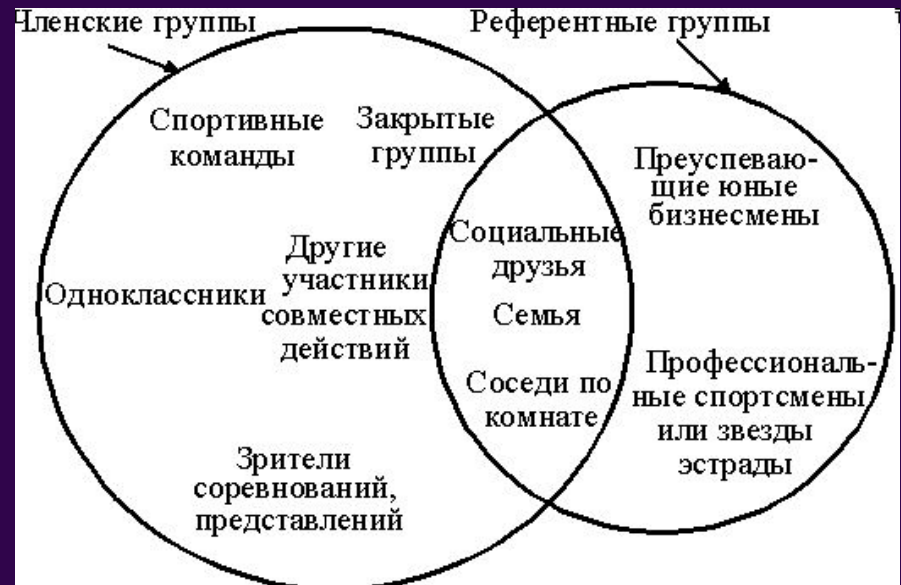 Членские группы
Референтные группы
Спортивные
команды
Закрытые
группы
Преуспеваю-
щие юные
бизнесмены
Социальные
друзья
Другие
участники
совместных
действий
Одноклассники
Семья
Соседи по
комнате
Профессиональ-
ные спортсмены
или звезды
эстрады
Зрители
соревнований,
представлений